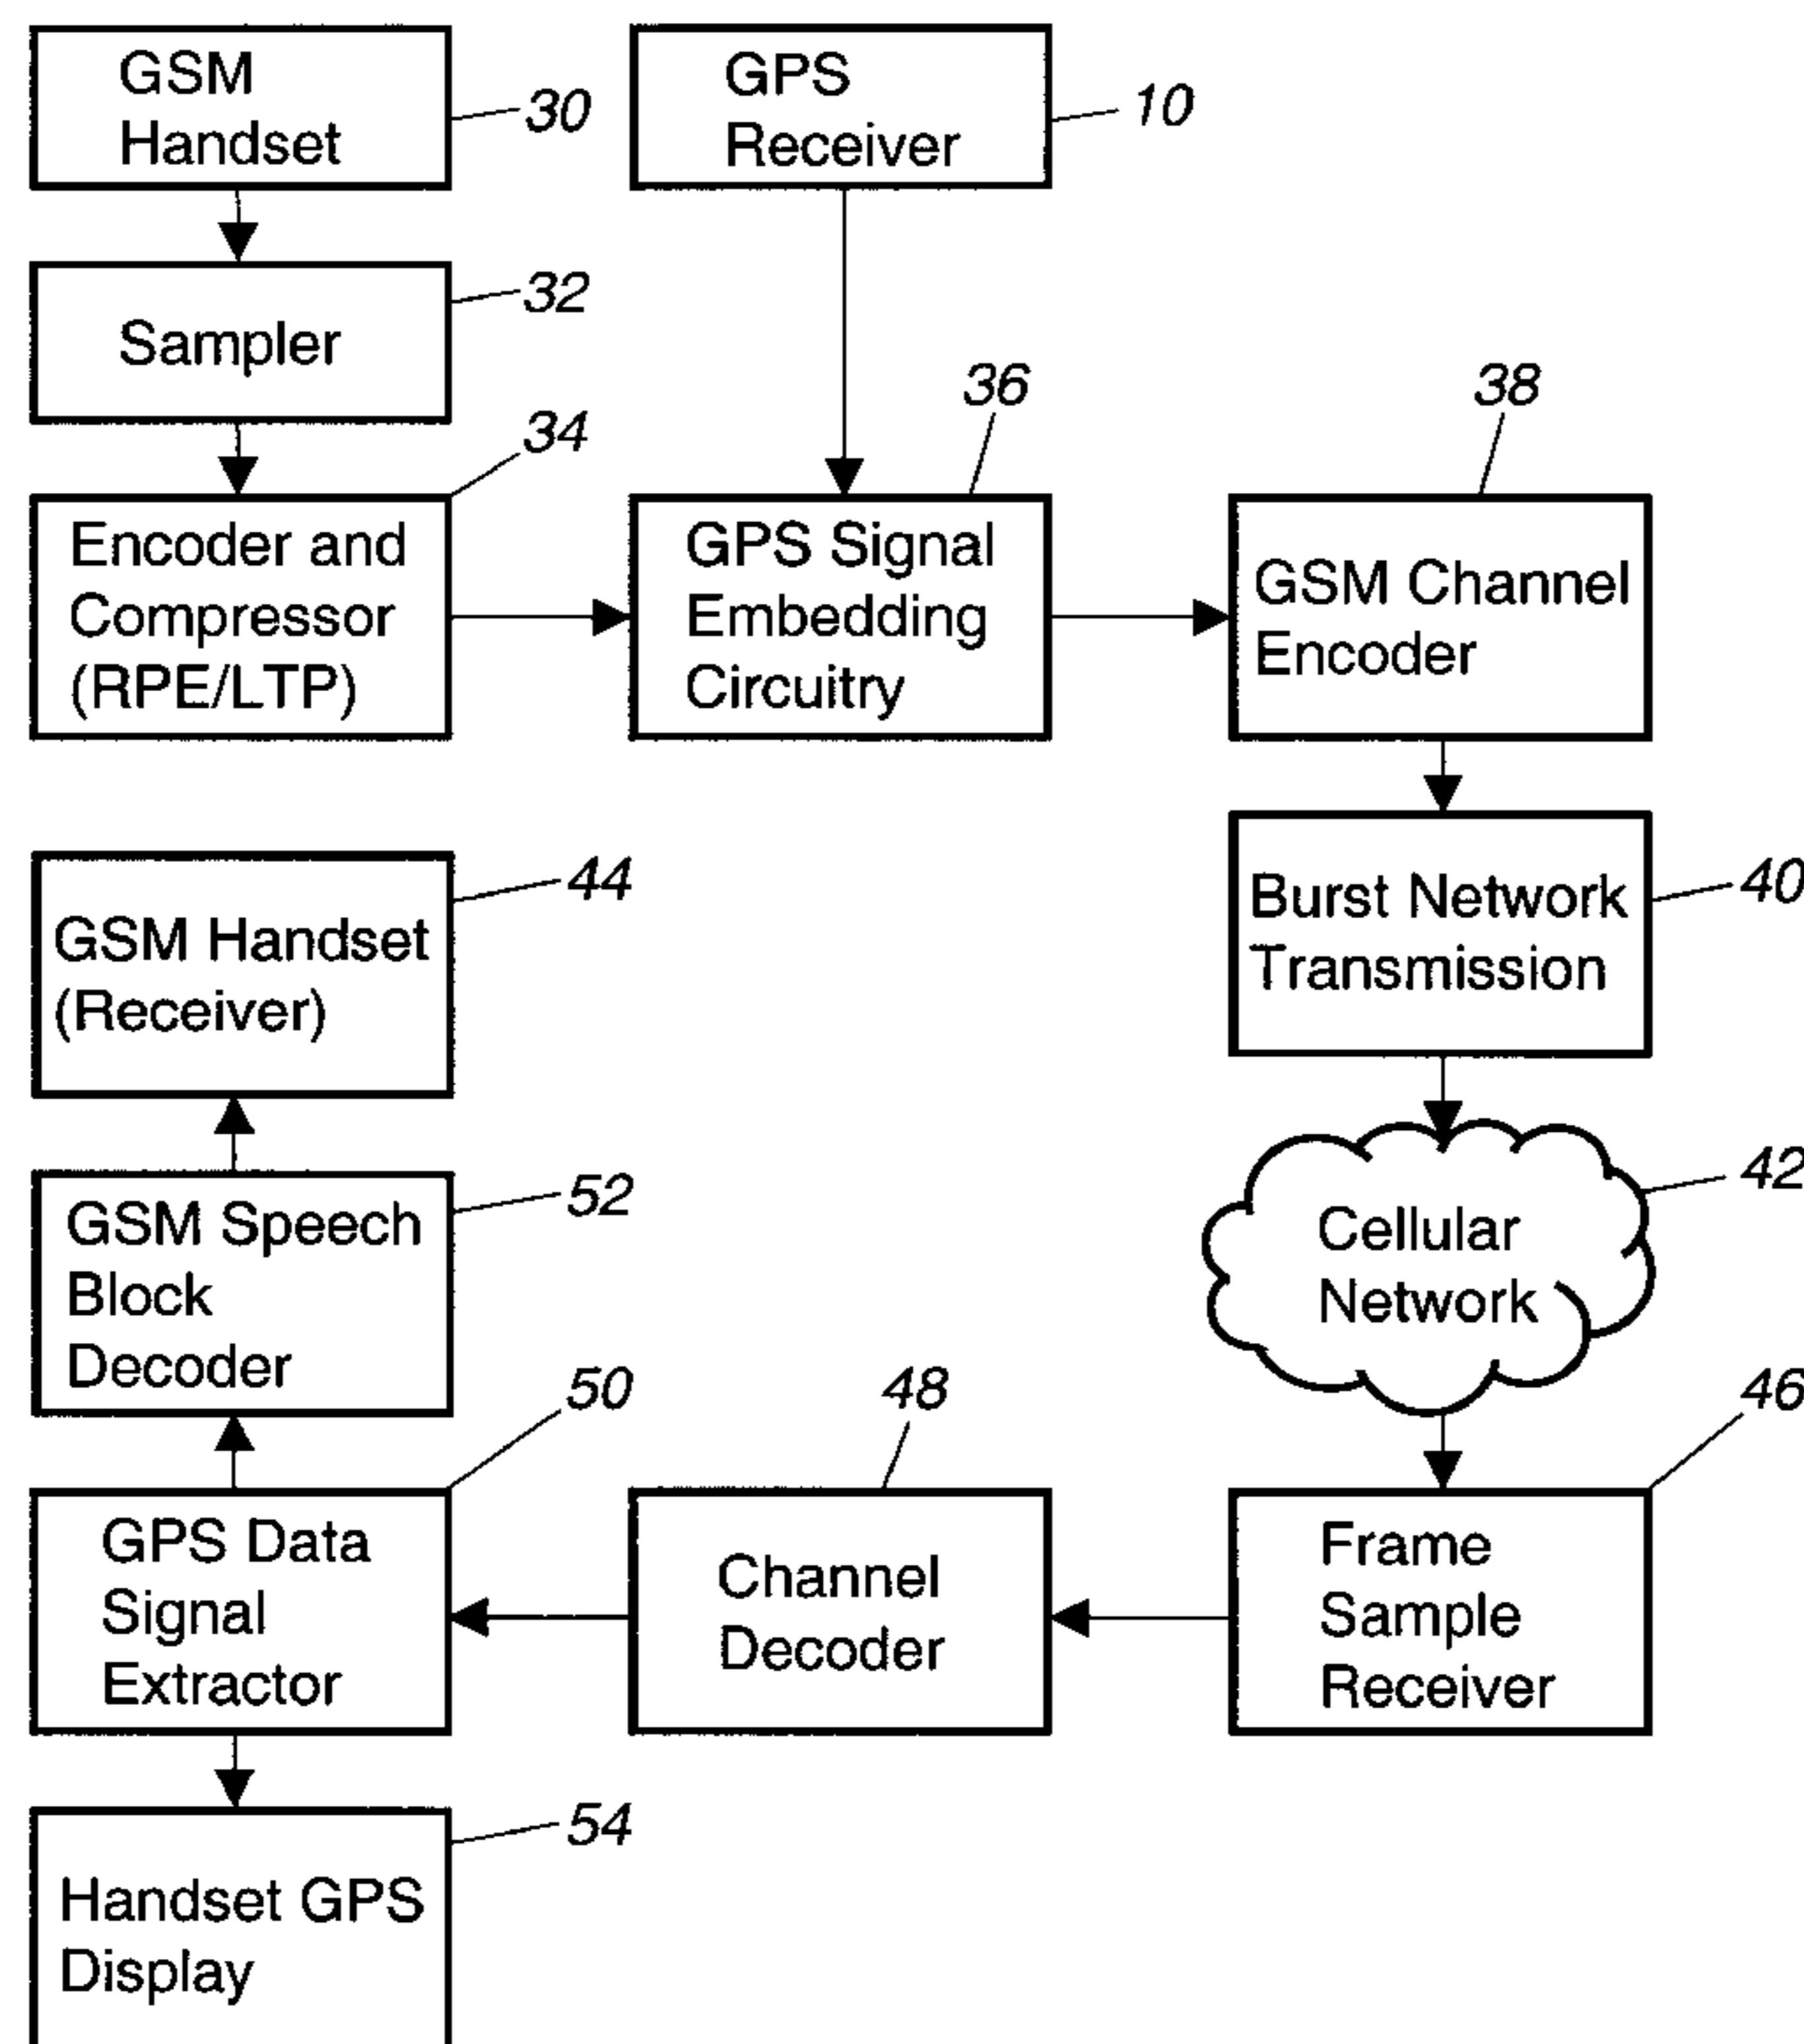 GSM
Handset
30
GPS
Receiver
10
Sampler
32
Encoder and
Compressor
(RPE/LTP)
34
GPS Signal
Embedding
Circuitry
36
GSM Channel
Encoder
38
Burst Network
Transmission
40
Cellular
Network
42
GSM Handset
(Receiver)
44
GSM Speech
Block
Decoder
52
GPS Data
Signal
Extractor
50
Channel
Decoder
48
Frame
Sample
Receiver
46
Handset GPS
Display
54